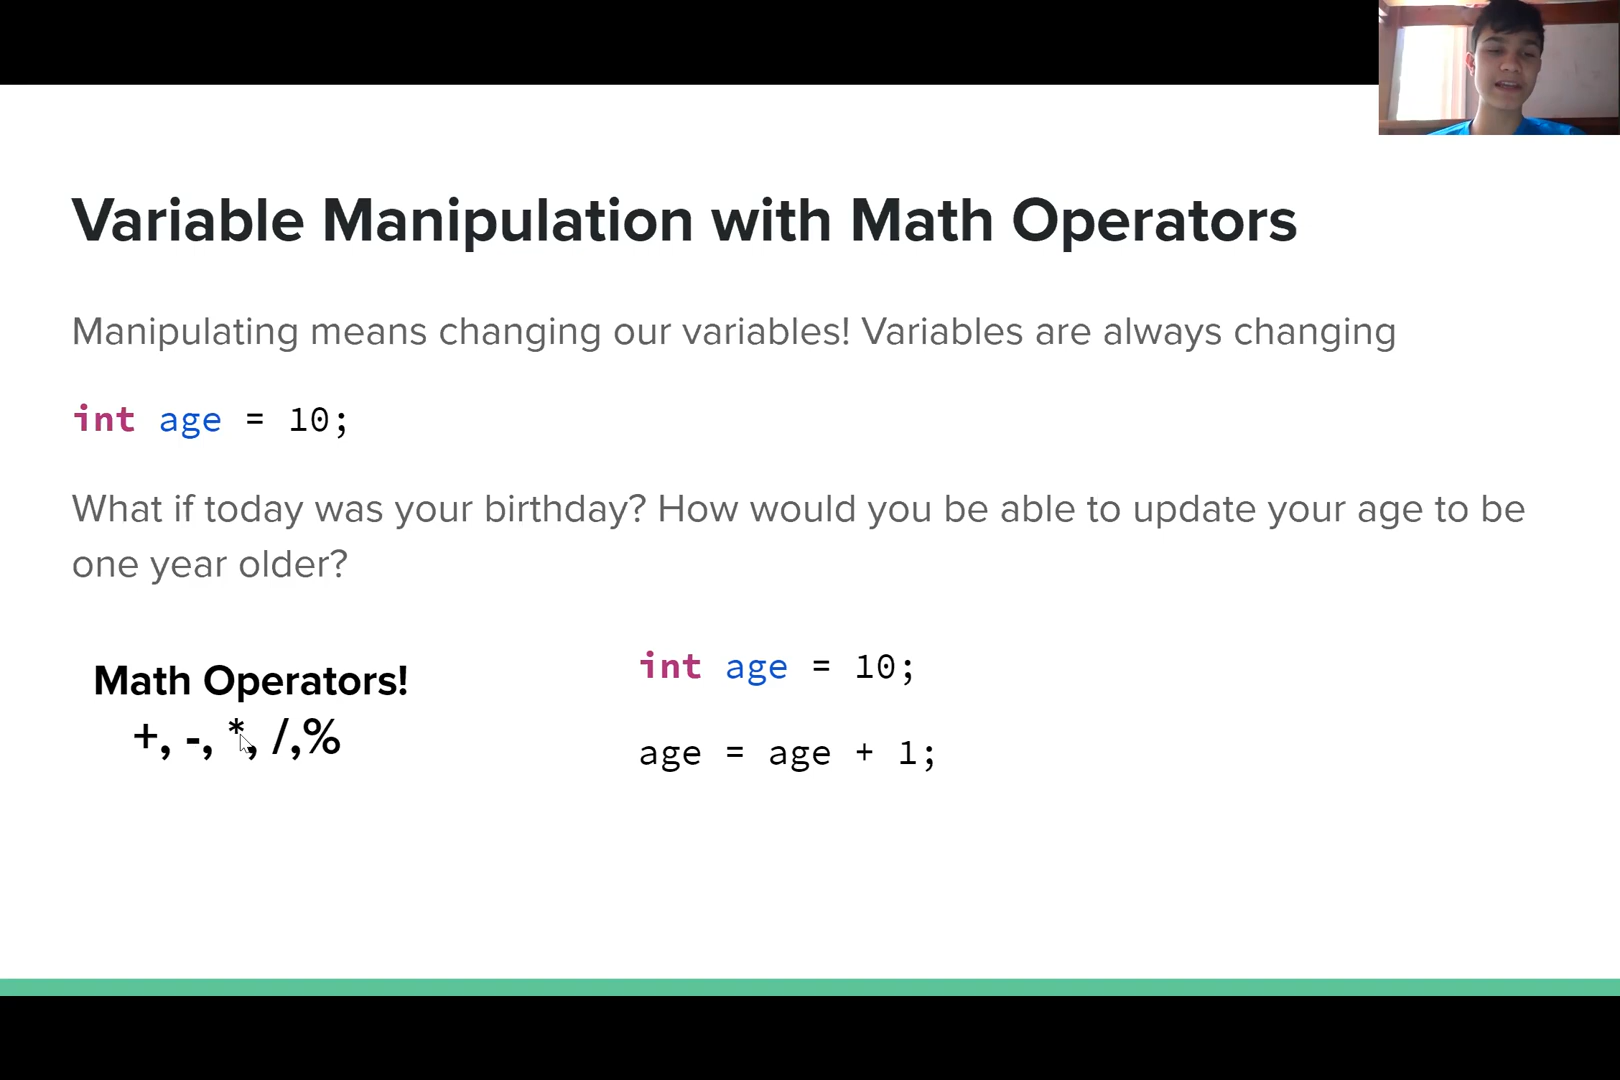 Variable Manipulation with Math Operators
Manipulating means changing our variables! Variables are always changing
int age = 10;
What if today was your birthday? How would you be able to update your age to be
one year older?
Math Operators!
+, -, *, /,%
int age = 10;
age = age + 1;